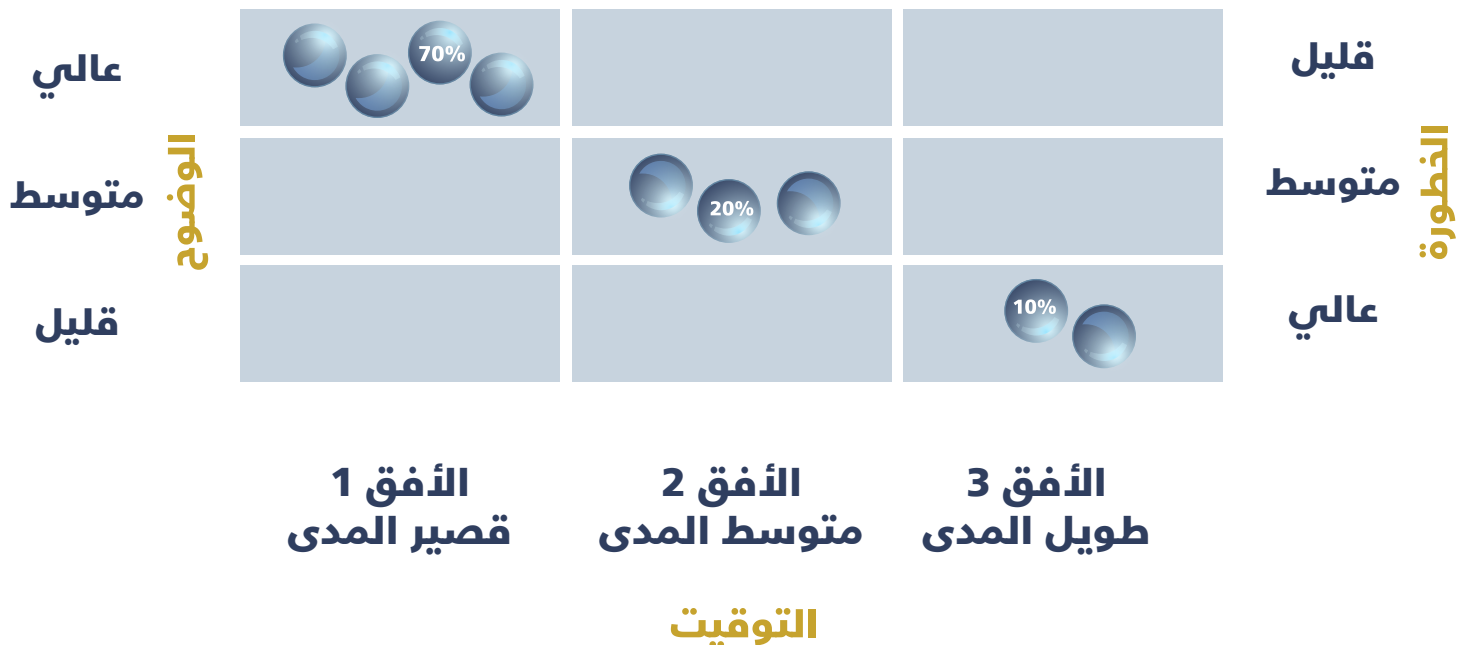 عالي
70%
قليل
الوضوح
متوسط
20%
متوسط
الخطورة
قليل
10%
عالي
الأفق 1
قصير المدى
الأفق 2
متوسط المدى
الأفق 3
طويل المدى
التوقيت